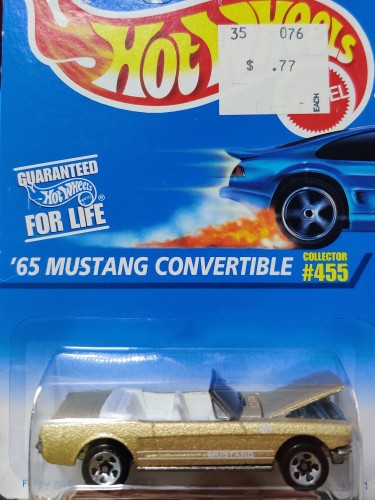 HOT WHEELS
35 076
$ .77
EACH
GUARANTEED
Hot Wheels ®
FOR LIFE
'65 MUSTANG CONVERTIBLE
COLLECTOR
#455
MUSTANG